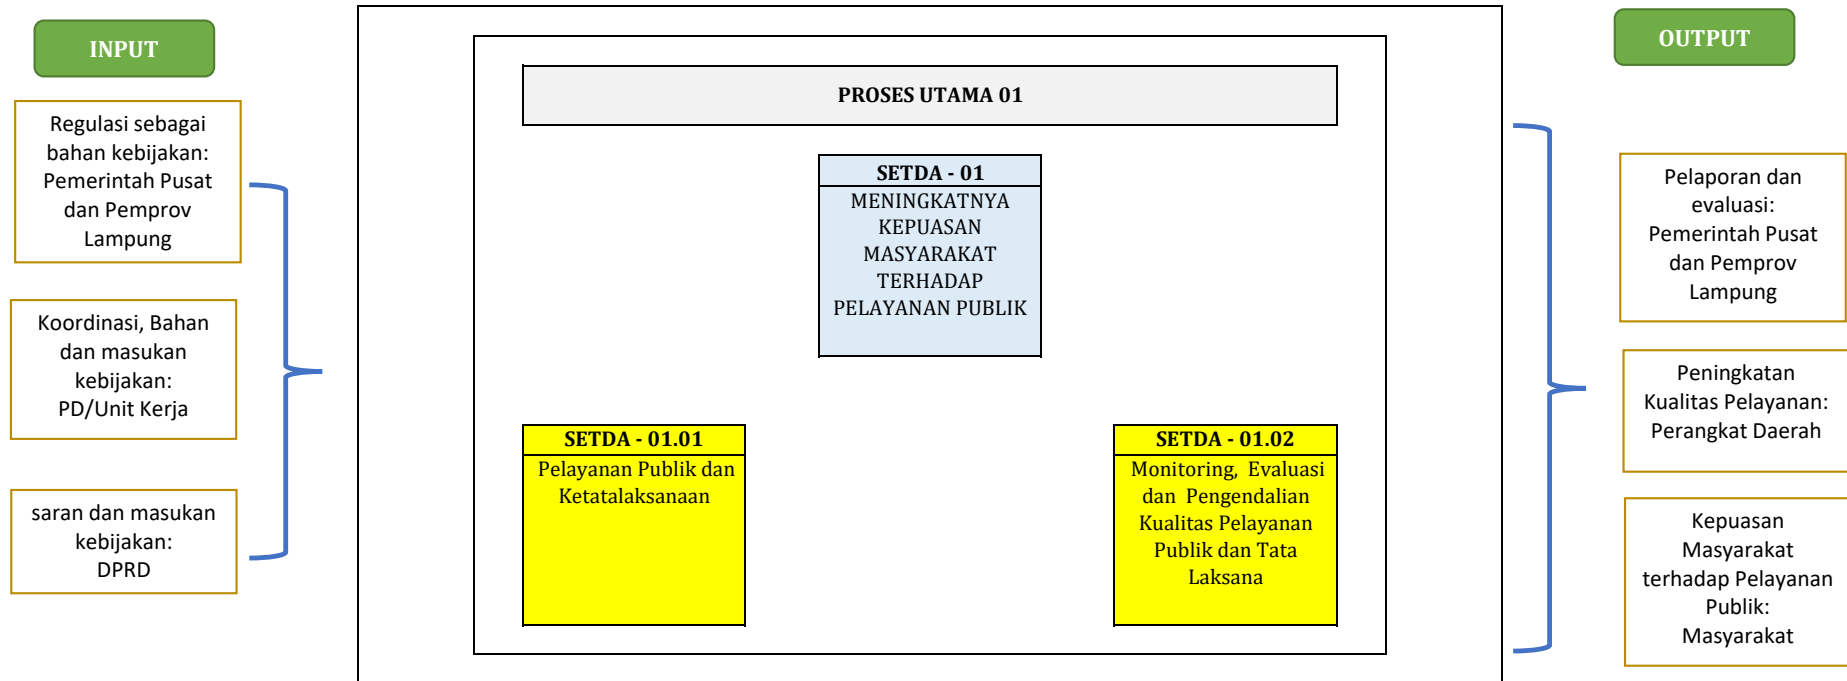 INPUT
Regulasi sebagai
bahan kebijakan:
Pemerintah Pusat
dan Pemprov
Lampung
Koordinasi, Bahan
dan masukan
kebijakan:
PD/Unit Kerja
saran dan masukan
kebijakan:
DPRD
PROSES UTAMA 01
SETDA - 01
MENINGKATNYA
KEPUASAN
MASYARAKAT
TERHADAP
PELAYANAN PUBLIK
SETDA - 01.01
Pelayanan Publik dan
Ketatalaksanaan
SETDA - 01.02
Monitoring, Evaluasi
dan Pengendalian
Kualitas Pelayanan
Publik dan Tata
Laksana
OUTPUT
Pelaporan dan
evaluasi:
Pemerintah Pusat
dan Pemprov
Lampung
Peningkatan
Kualitas Pelayanan:
Perangkat Daerah
Kepuasan
Masyarakat
terhadap Pelayanan
Publik:
Masyarakat